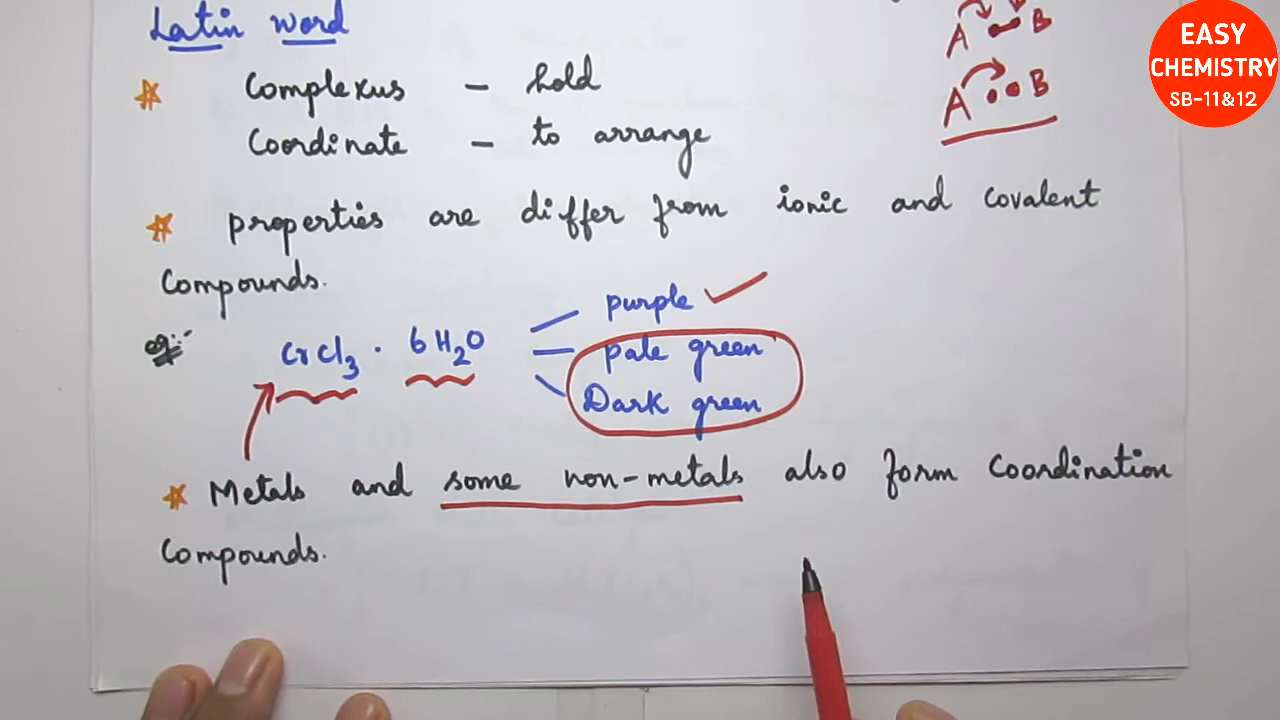 Latin word
A B
EASY
CHEMISTRY
SB-11&12
Complexus - hold
A B
Coordinate - to arrange
properties are differ from ionic and covalent
Compounds.
purple ✓
eg:- CrCl3 . 6H2O
pale green
Dark green
Metals and some non-metals also form Coordination
Compounds.